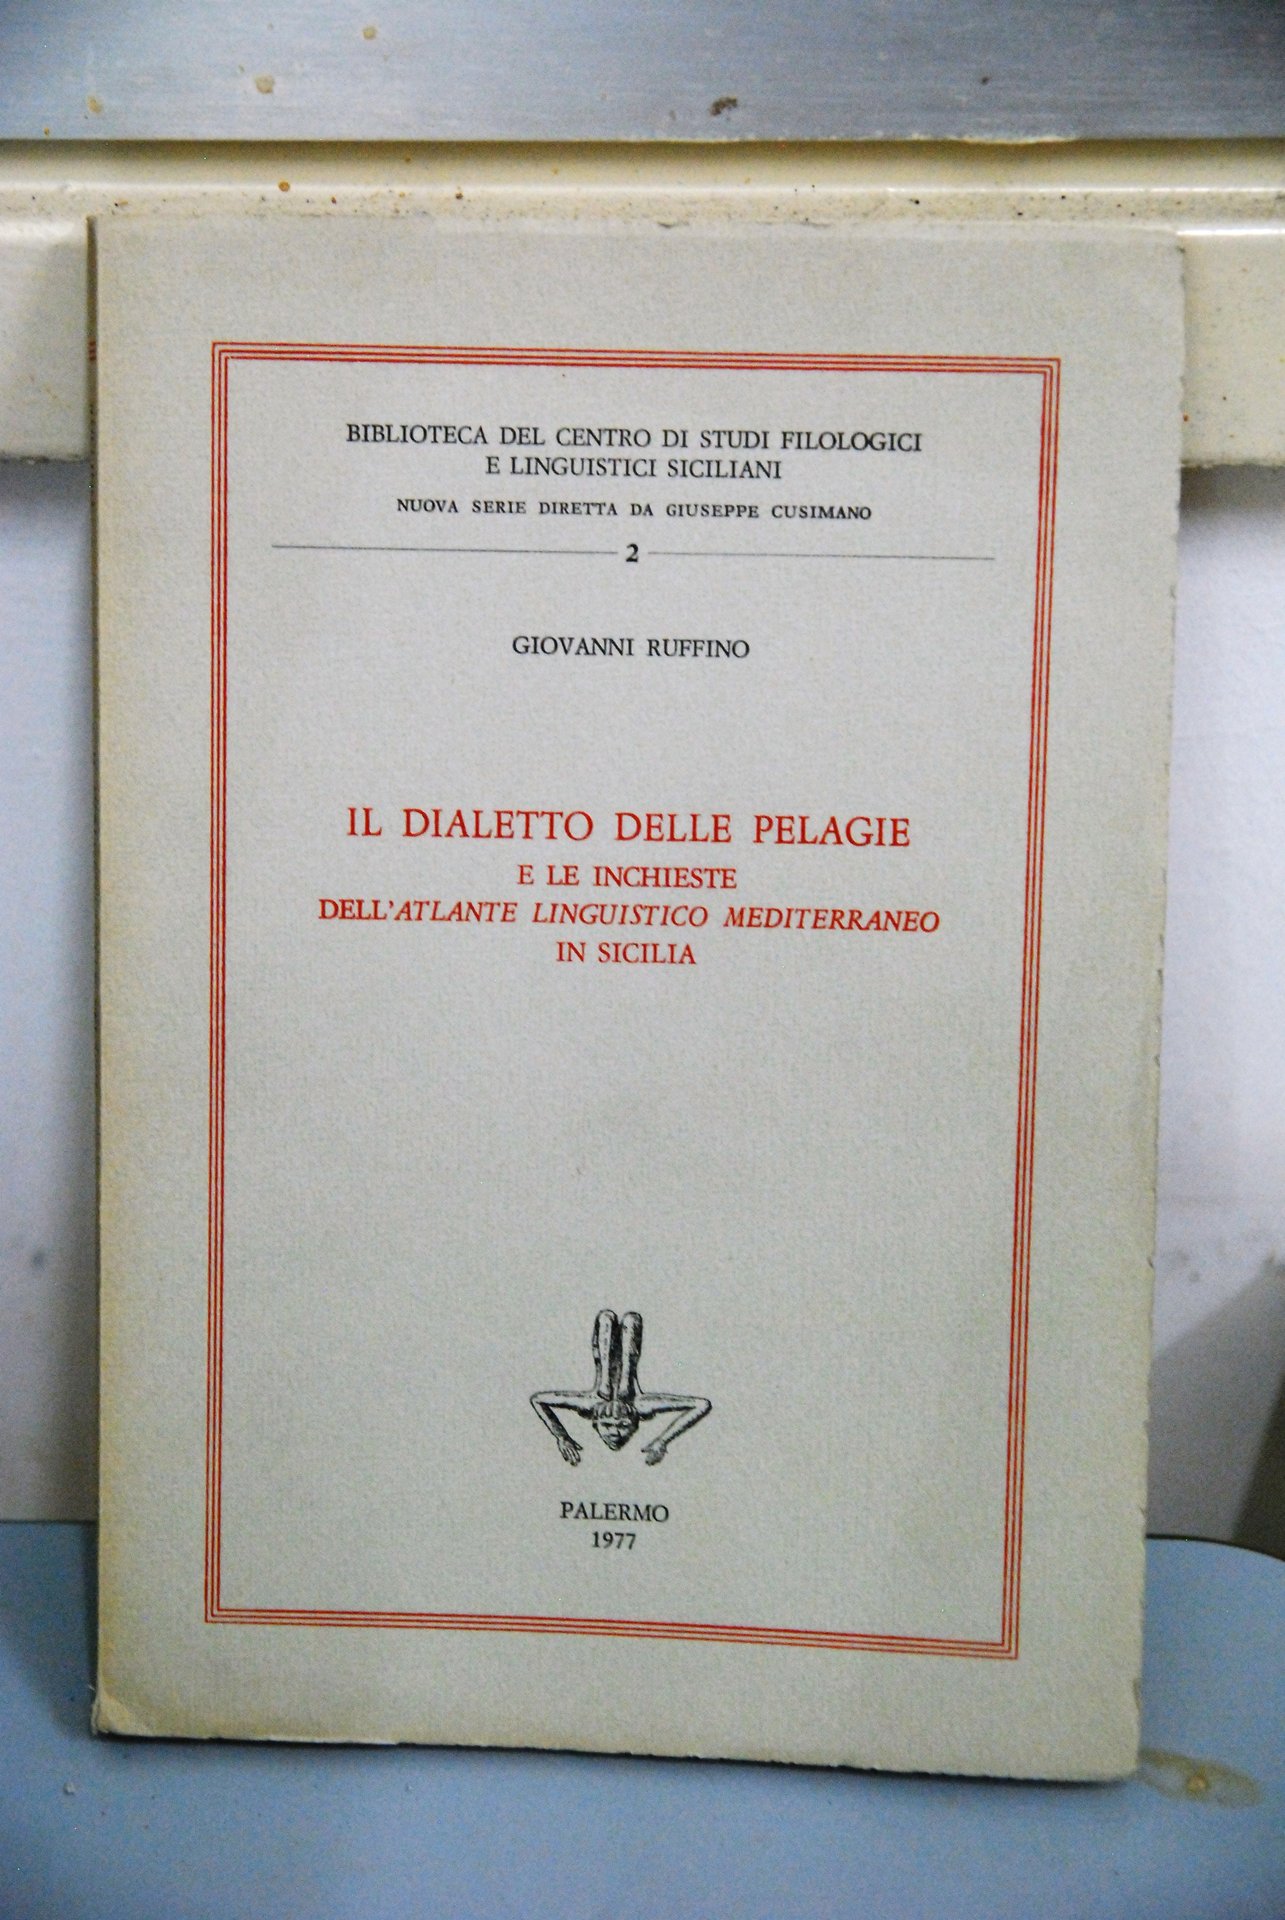 BIBLIOTECA DEL CENTRO DI STUDI FILOLOGICI
E LINGUISTICI SICILIANI
NUOVA SERIE DIRETTA DA GIUSEPPE CUSIMANO
2
GIOVANNI RUFFINO
IL DIALETTO DELLE PELAGIE
E LE INCHIESTE
DELL'ATLANTE LINGUISTICO MEDITERRANEO
IN SICILIA
PALERMO
1977